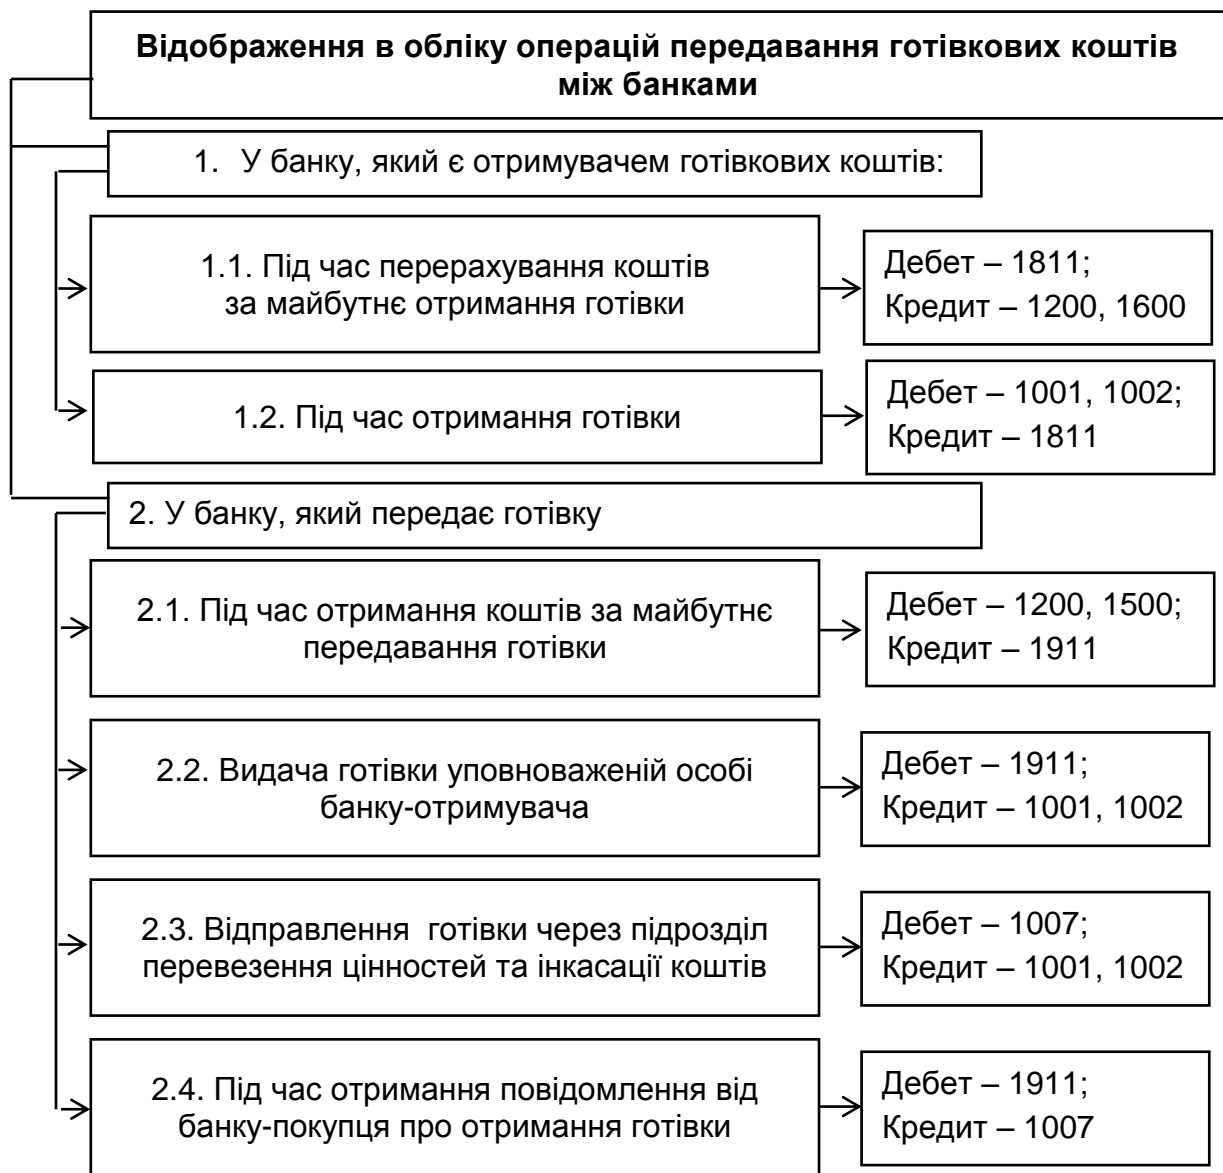 Відображення в обліку операцій передавання готівкових коштів
між банками
1. У банку, який є отримувачем готівкових коштів:
1.1. Під час перерахування коштів
за майбутнє отримання готівки
Дебет – 1811;
Кредит – 1200, 1600
1.2. Під час отримання готівки
Дебет – 1001, 1002;
Кредит – 1811
2. У банку, який передає готівку
2.1. Під час отримання коштів за майбутнє
передавання готівки
Дебет – 1200, 1500;
Кредит – 1911
2.2. Видача готівки уповноваженій особі
банку-отримувача
Дебет – 1911;
Кредит – 1001, 1002
2.3. Відправлення готівки через підрозділ
перевезення цінностей та інкасації коштів
Дебет – 1007;
Кредит – 1001, 1002
2.4. Під час отримання повідомлення від
банку-покупця про отримання готівки
Дебет – 1911;
Кредит – 1007